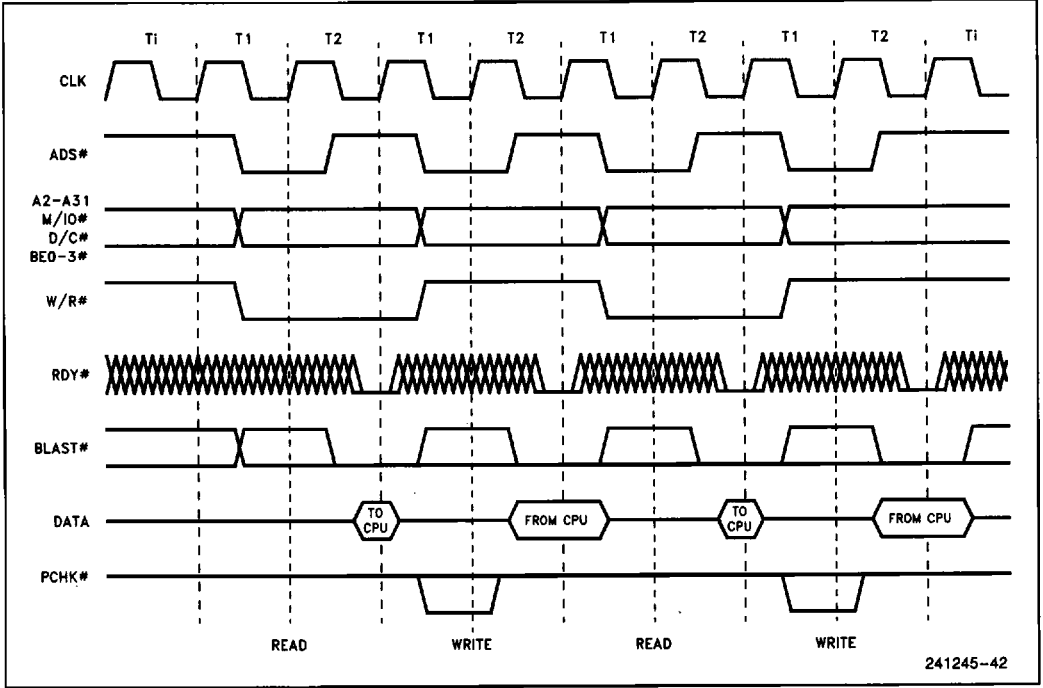 Ti T1 T2 T1 T2 T1 T2 T1 T2 Ti
CLK
ADS#
A2-A31
M/IO#
D/C#
BE0-3#
W/R#
RDY#
BLAST#
DATA
TO CPU
FROM CPU
TO CPU
FROM CPU
PCHK#
READ WRITE READ WRITE
241245-42